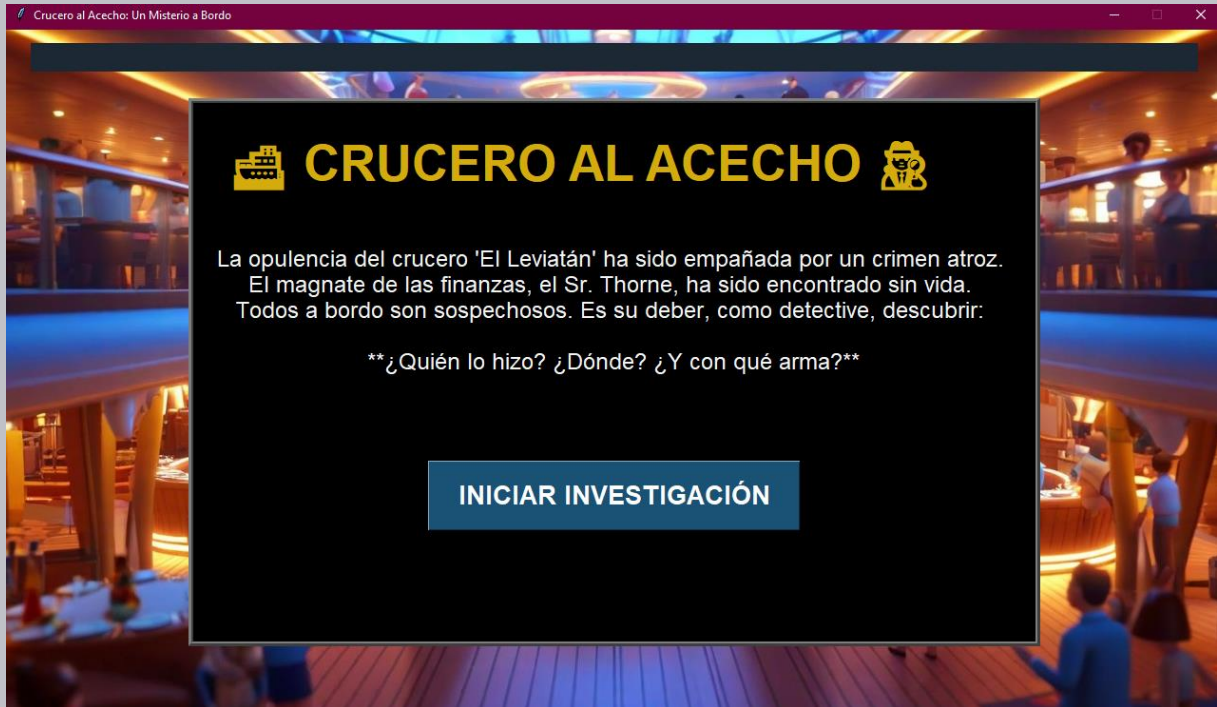 Crucero al Acecho: Un Misterio a Bordo
CRUCERO AL ACECHO
La opulencia del crucero 'El Leviatán' ha sido empañada por un crimen atroz.
El magnate de las finanzas, el Sr. Thorne, ha sido encontrado sin vida.
Todos a bordo son sospechosos. Es su deber, como detective, descubrir:
**¿Quién lo hizo? ¿Dónde? ¿Y con qué arma?**
INICIAR INVESTIGACIÓN